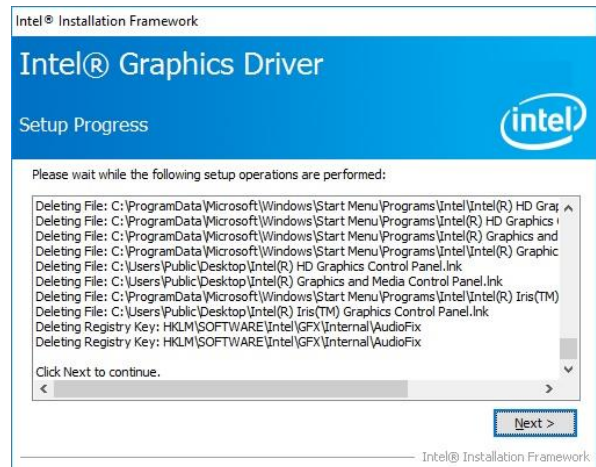 Intel® Installation Framework
Intel® Graphics Driver
Setup Progress
intel
Please wait while the following setup operations are performed:
Deleting File: C:\ProgramData\Microsoft\Windows\Start Menu\Programs\Intel\Intel(R) HD Grap
Deleting File: C:\ProgramData\Microsoft\Windows\Start Menu\Programs\Intel(R) HD Graphics
Deleting File: C:\ProgramData\Microsoft\Windows\Start Menu\Programs\Intel(R) Graphics and
Deleting File: C:\ProgramData\Microsoft\Windows\Start Menu\Programs\Intel\Intel(R) Graphic
Deleting File: C:\Users\Public\Desktop\Intel(R) HD Graphics Control Panel.lnk
Deleting File: C:\Users\Public\Desktop\Intel(R) Graphics and Media Control Panel.lnk
Deleting File: C:\ProgramData\Microsoft\Windows\Start Menu\Programs\Intel\Intel(R) Iris(TM)
Deleting File: C:\Users\Public\Desktop\Intel(R) Iris(TM) Graphics Control Panel.lnk
Deleting Registry Key: HKLM\SOFTWARE\Intel\GFX\Internal\AudioFix
Deleting Registry Key: HKLM\SOFTWARE\Intel\GFX\Internal\AudioFix
Click Next to continue.
Next >
Intel® Installation Framework